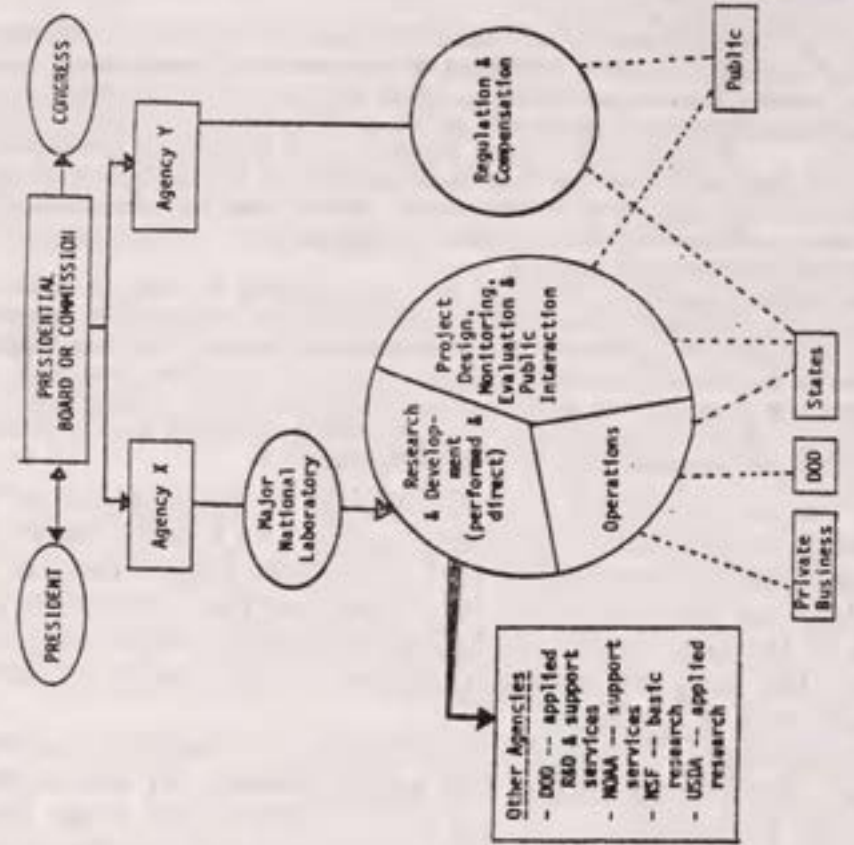 PRESIDENT
PRESIDENTIAL
BOARD OR COMMISSION
CONGRESS
Agency X
Agency Y
Major
National
Laboratory
Research
& Develop-
ment
(performed &
direct)
Project
Design,
Monitoring,
Evaluation &
Public
Interaction
Operations
Regulation &
Compensation
Other Agencies
- DOD -- applied
R&D & support
services
- NOAA -- support
services
- NSF -- basic
research
- USDA -- applied
research
Private
Business
DOD
States
Public